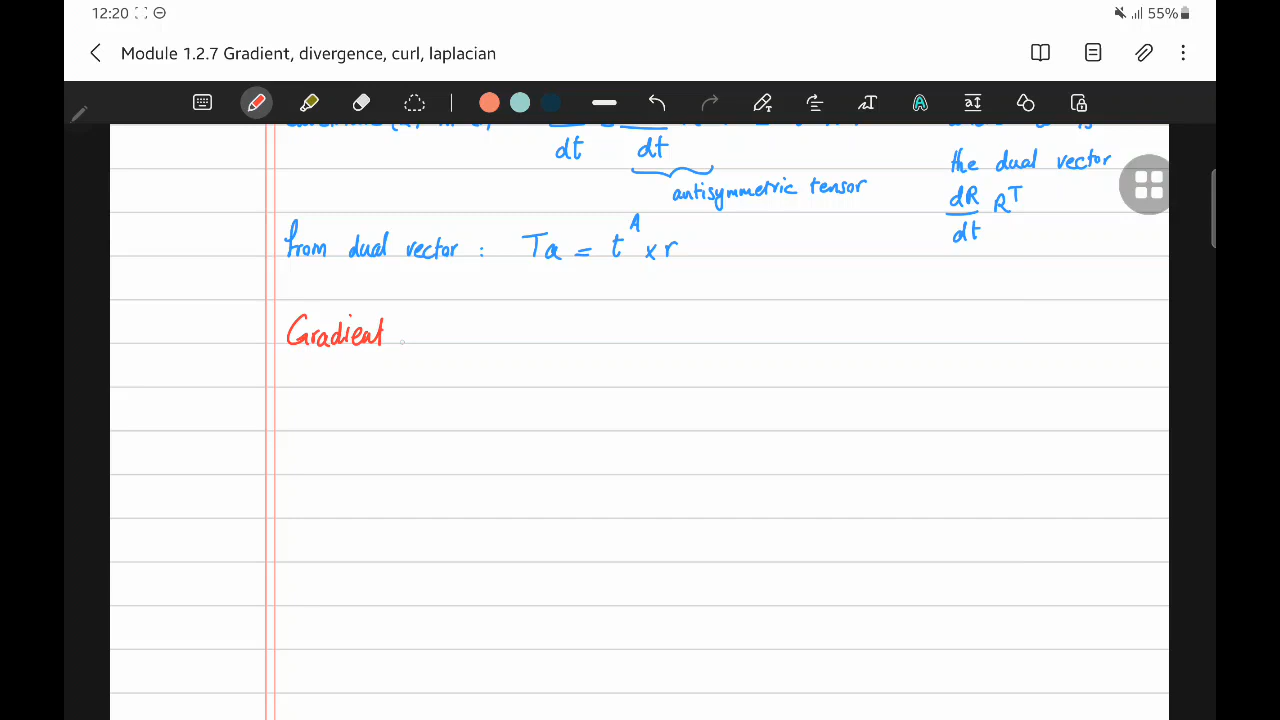 12:20
55%
Module 1.2.7 Gradient, divergence, curl, laplacian
dt dt
antisymmetric tensor
the dual vector
dR/dt R^T
from dual vector : Ta = t^A x r
Gradient